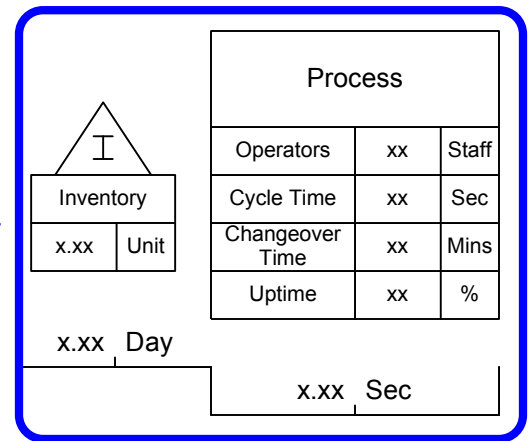 Process
I
Operators xx Staff
Inventory
Cycle Time xx Sec
x.xx Unit
Changeover
Time xx Mins
Uptime xx %
x.xx Day
x.xx Sec